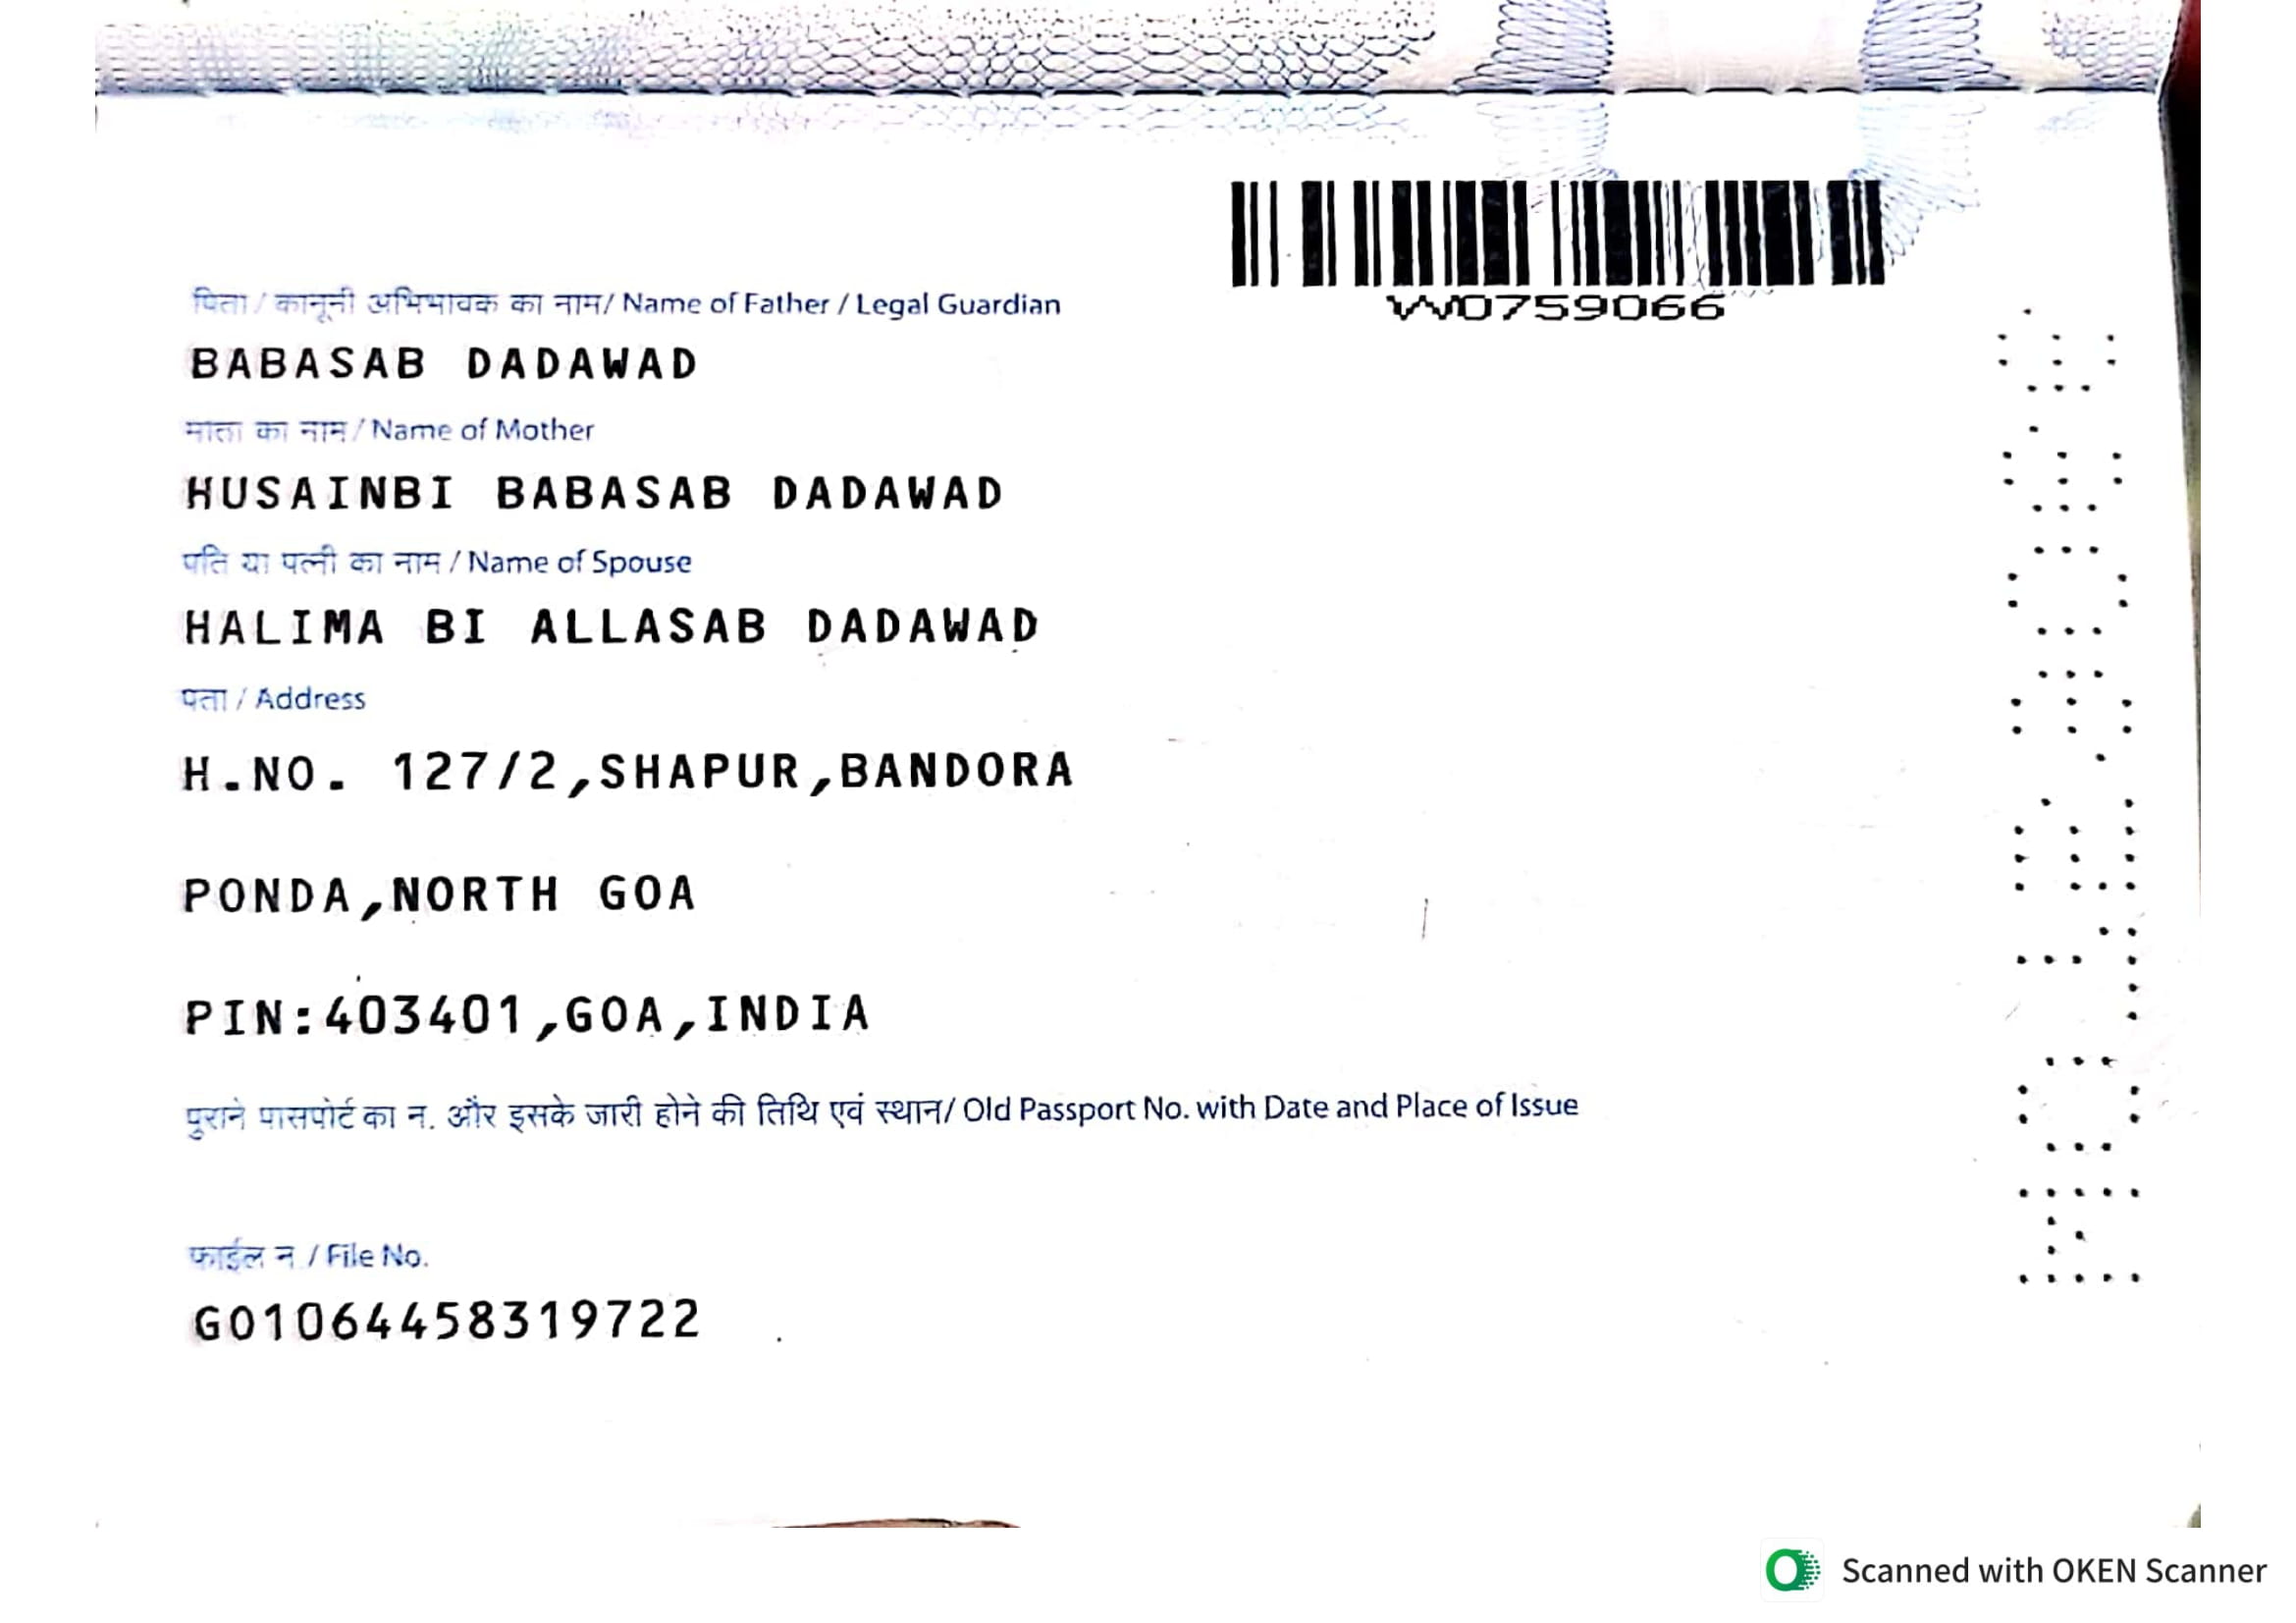 W0759066
पिता / कानूनी अभिभावक का नाम/ Name of Father / Legal Guardian
BABASAB DADAWAD
माता का नाम/ Name of Mother
HUSAINBI BABASAB DADAWAD
पति या पत्नी का नाम / Name of Spouse
HALIMA BI ALLASAB DADAWAD
पता / Address
H.NO. 127/2,SHAPUR,BANDORA
PONDA,NORTH GOA
PIN:403401,GOA,INDIA
पुराने पासपोर्ट का न. और इसके जारी होने की तिथि एवं स्थान/ Old Passport No. with Date and Place of Issue
फाईल न / File No.
G01064458319722
W0759066
Scanned with OKEN Scanner